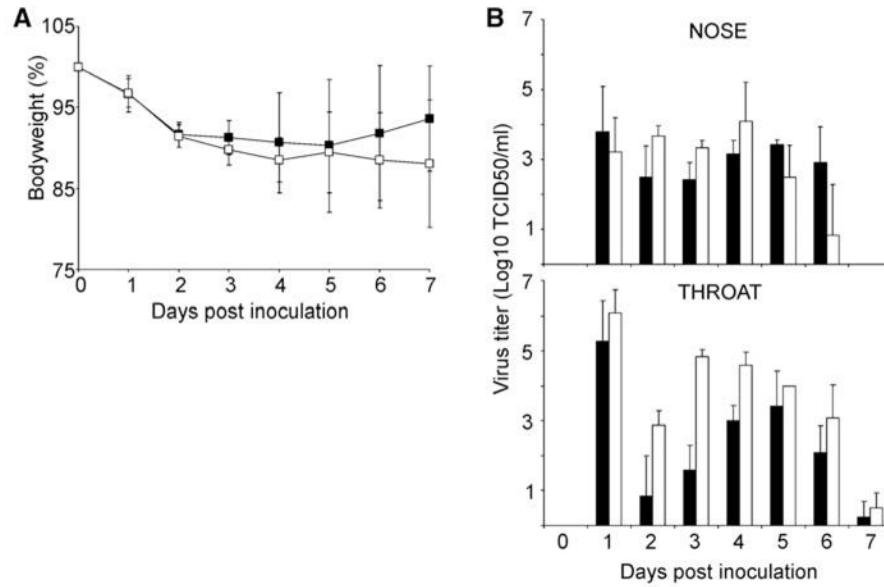 A
105
95
85
75
Bodyweight (%)
0 1 2 3 4 5 6 7
Days post inoculation
B
NOSE
7
5
3
1
Virus titer (Log10 TCID50/ml)
THROAT
7
5
3
1
0 1 2 3 4 5 6 7
Days post inoculation